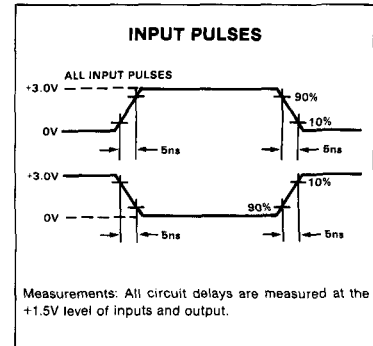 INPUT PULSES
ALL INPUT PULSES
+3.0V
90%
10%
0V
5ns
5ns
+3.0V
10%
90%
0V
5ns
5ns
Measurements: All circuit delays are measured at the
+1.5V level of inputs and output.